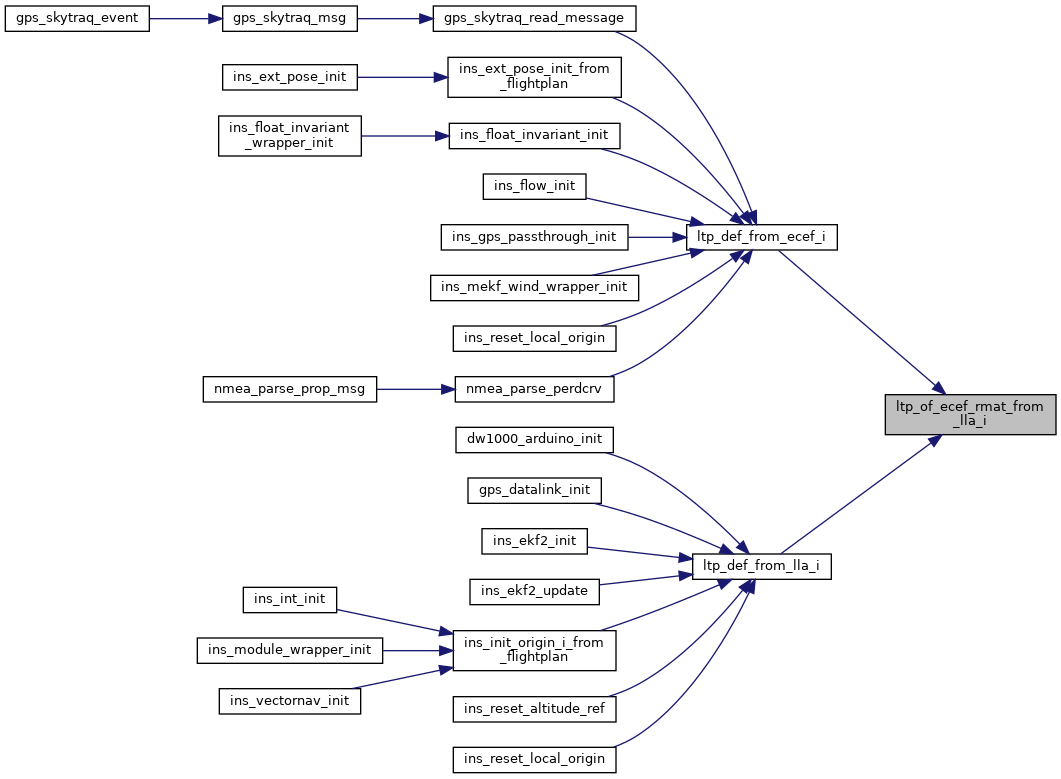 gps_skytraq_event
gps_skytraq_msg
gps_skytraq_read_message
ins_ext_pose_init
ins_ext_pose_init_from
_flightplan
ins_float_invariant
_wrapper_init
ins_float_invariant_init
ins_flow_init
ins_gps_passthrough_init
ltp_def_from_ecef_i
ins_mekf_wind_wrapper_init
ins_reset_local_origin
nmea_parse_prop_msg
nmea_parse_perdcrv
ltp_of_ecef_rmat_from
_lla_i
dw1000_arduino_init
gps_datalink_init
ins_ekf2_init
ltp_def_from_lla_i
ins_ekf2_update
ins_int_init
ins_module_wrapper_init
ins_init_origin_i_from
_flightplan
ins_vectornav_init
ins_reset_altitude_ref
ins_reset_local_origin